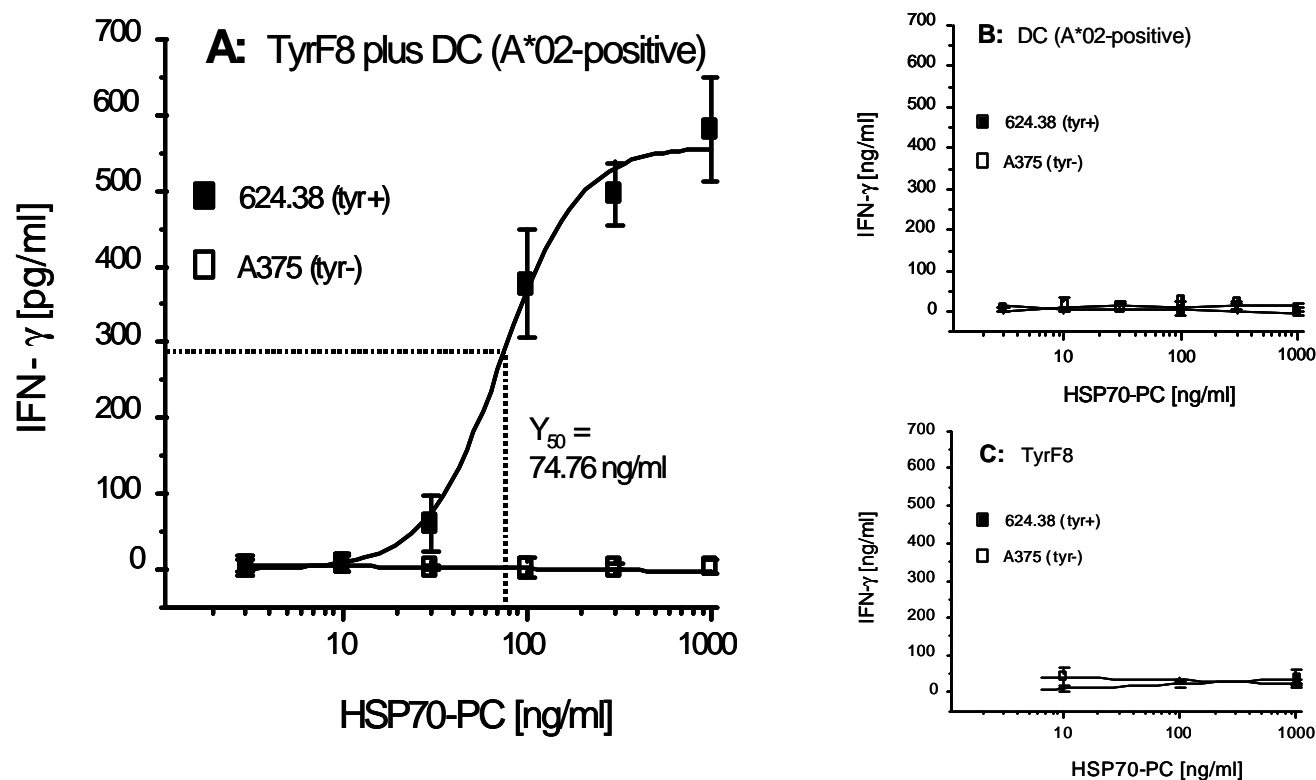 A: TyrF8 plus DC (A*02-positive)
700
600
500
400
300
200
100
0
IFN- γ [pg/ml]
624.38 (tyr+)
A375 (tyr-)
Y50 =
74.76 ng/ml
10
100
1000
HSP70-PC [ng/ml]
B: DC (A*02-positive)
700
600
500
400
300
200
100
0
IFN-γ [ng/ml]
624.38 (tyr+)
A375 (tyr-)
10
100
1000
HSP70-PC [ng/ml]
C: TyrF8
700
600
500
400
300
200
100
0
IFN-γ [ng/ml]
624.38 (tyr+)
A375 (tyr-)
10
100
1000
HSP70-PC [ng/ml]